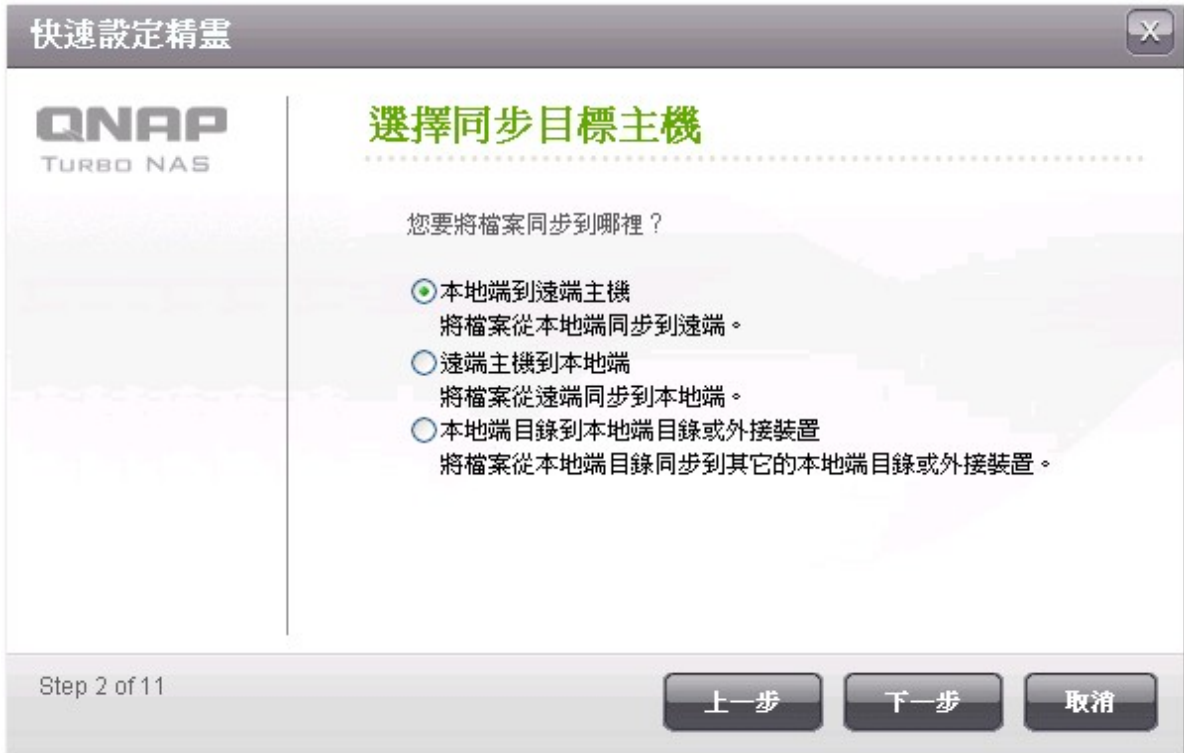 快速設定精靈
X
QNAP
TURBO NAS
選擇同步目標主機
您要將檔案同步到哪裡？
本地端到遠端主機
將檔案從本地端同步到遠端。
遠端主機到本地端
將檔案從遠端同步到本地端。
本地端目錄到本地端目錄或外接裝置
將檔案從本地端目錄同步到其它的本地端目錄或外接裝置。
Step 2 of 11
上一步
下一步
取消